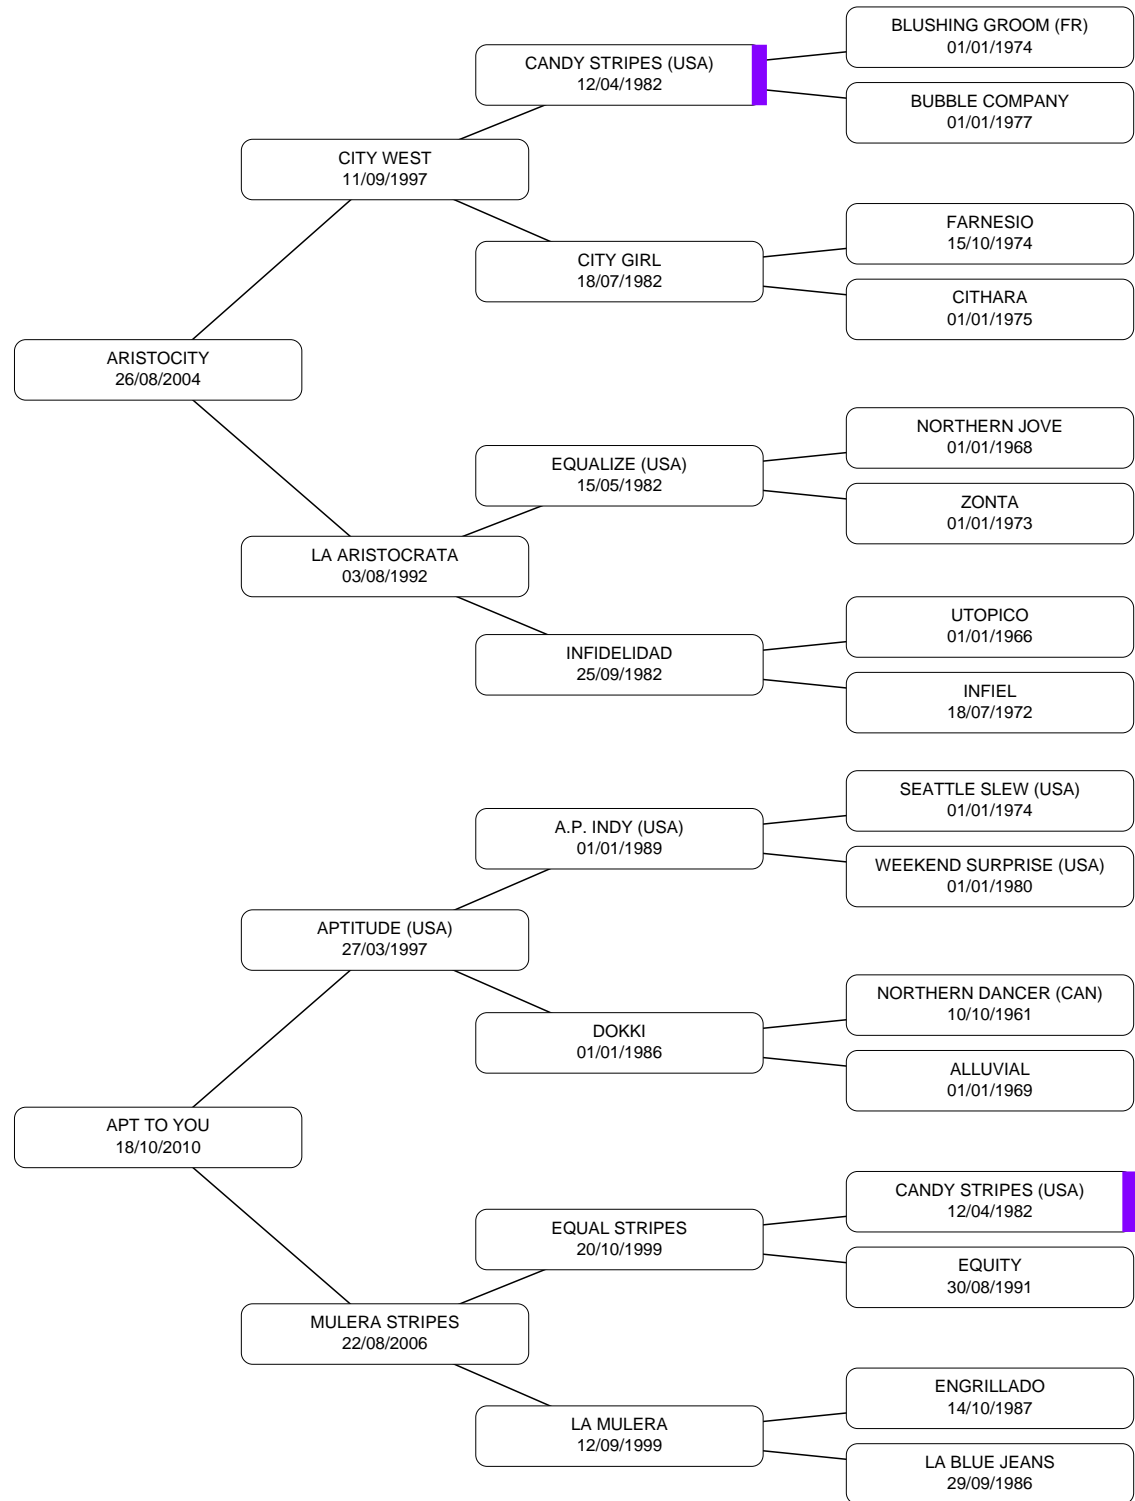 BLUSHING GROOM (FR)
01/01/1974
CANDY STRIPES (USA)
12/04/1982
BUBBLE COMPANY
01/01/1977
CITY WEST
11/09/1997
FARNESIO
15/10/1974
CITY GIRL
18/07/1982
CITHARA
01/01/1975
ARISTOCITY
26/08/2004
NORTHERN JOVE
01/01/1968
EQUALIZE (USA)
15/05/1982
ZONTA
01/01/1973
LA ARISTOCRATA
03/08/1992
UTOPICO
01/01/1966
INFIDELIDAD
25/09/1982
INFIEL
18/07/1972
SEATTLE SLEW (USA)
01/01/1974
A.P. INDY (USA)
01/01/1989
WEEKEND SURPRISE (USA)
01/01/1980
APTITUDE (USA)
27/03/1997
NORTHERN DANCER (CAN)
10/10/1961
DOKKI
01/01/1986
ALLUVIAL
01/01/1969
APT TO YOU
18/10/2010
CANDY STRIPES (USA)
12/04/1982
EQUAL STRIPES
20/10/1999
EQUITY
30/08/1991
MULERA STRIPES
22/08/2006
ENGRILLADO
14/10/1987
LA MULERA
12/09/1999
LA BLUE JEANS
29/09/1986